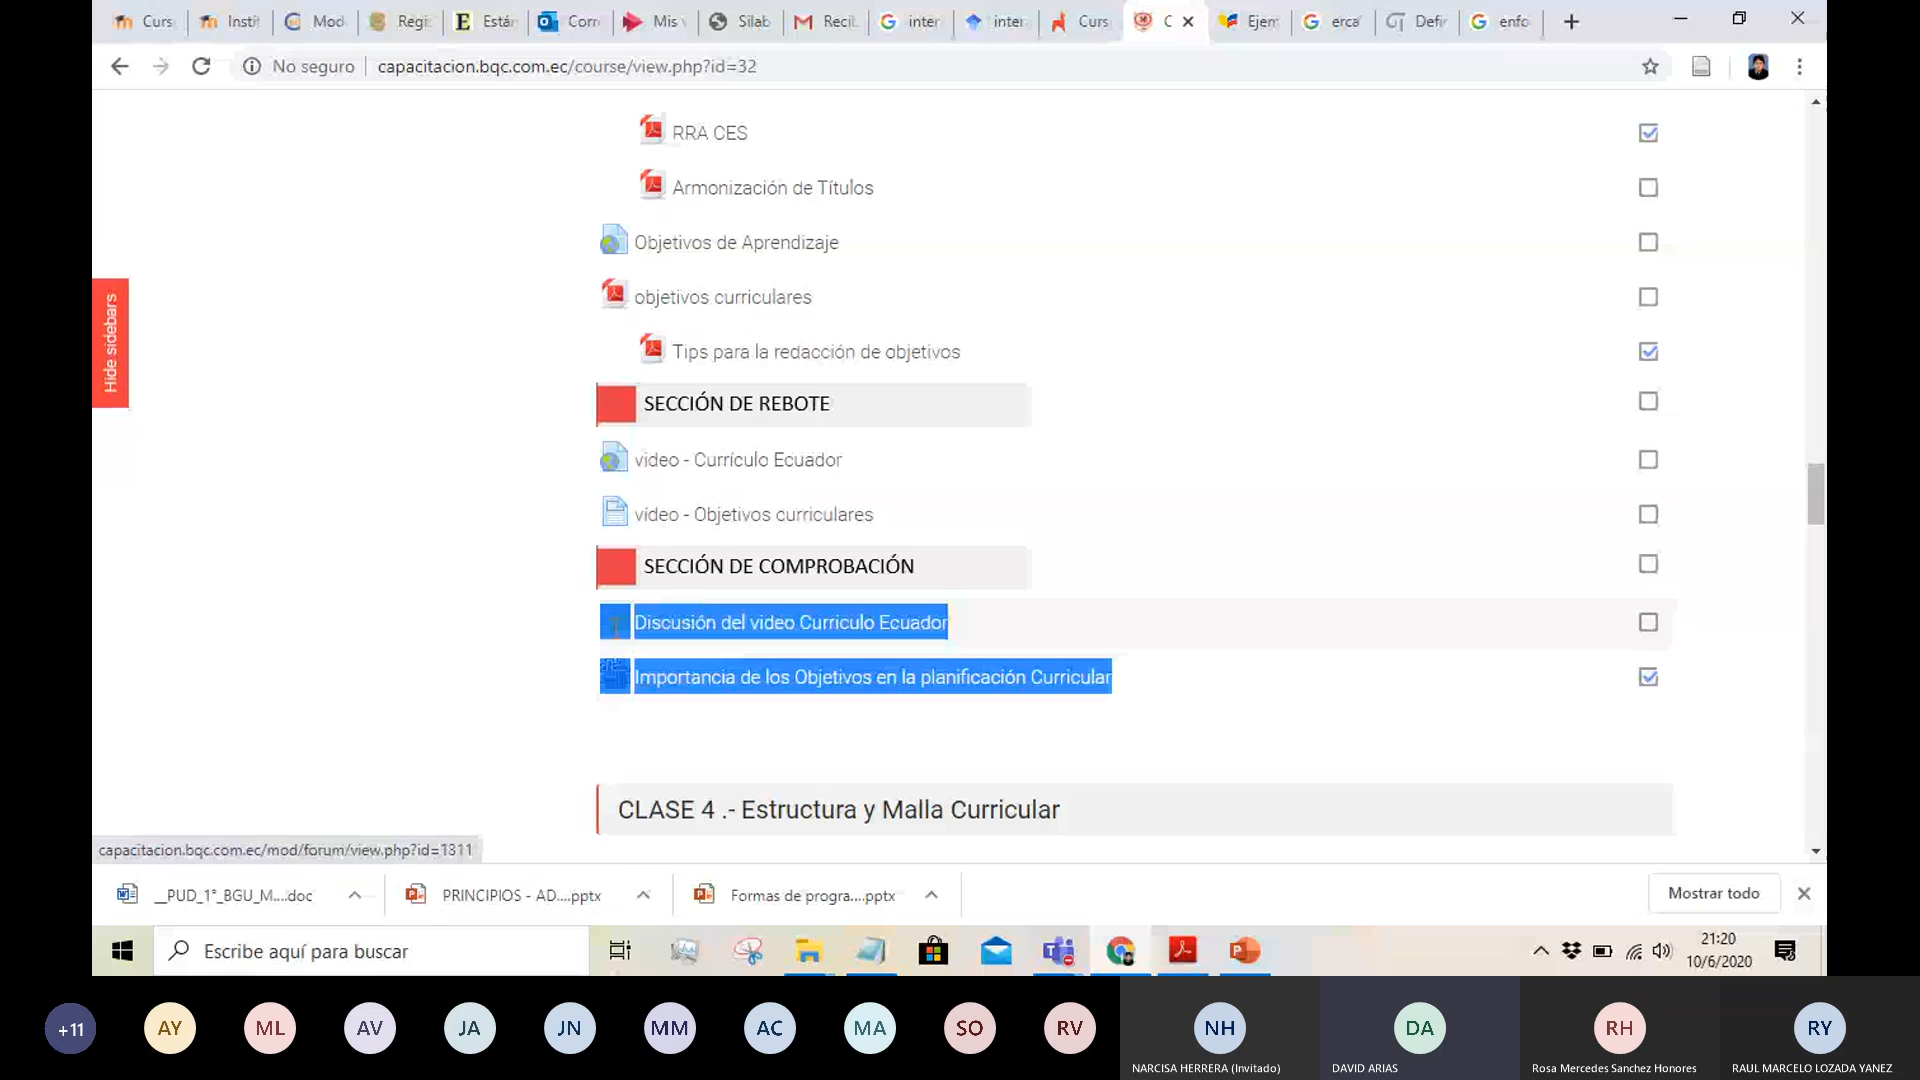 Curs
Instit
Mod
Regi
Están
Corr
Mis v
Silab
Recib
inter
inter
Curs
C
Ejem
erca
Defir
enfo
No seguro
capacitacion.bqc.com.ec/course/view.php?id=32
RRA CES
Armonización de Títulos
Objetivos de Aprendizaje
objetivos curriculares
Hide sidebars
Tips para la redacción de objetivos
SECCIÓN DE REBOTE
video - Currículo Ecuador
vídeo - Objetivos curriculares
SECCIÓN DE COMPROBACIÓN
Discusión del video Curriculo Ecuador
Importancia de los Objetivos en la planificación Curricular
CLASE 4 .- Estructura y Malla Curricular
capacitacion.bqc.com.ec/mod/forum/view.php?id=1311
__PUD_1°_BGU_M....doc
PRINCIPIOS - AD....pptx
Formas de progra....pptx
Mostrar todo
Escribe aquí para buscar
21:20
10/6/2020
+11
AY
ML
AV
JA
JN
MM
AC
MA
SO
RV
NH
DA
RH
RY
NARCISA HERRERA (Invitado)
DAVID ARIAS
Rosa Mercedes Sanchez Honores
RAUL MARCELO LOZADA YANEZ